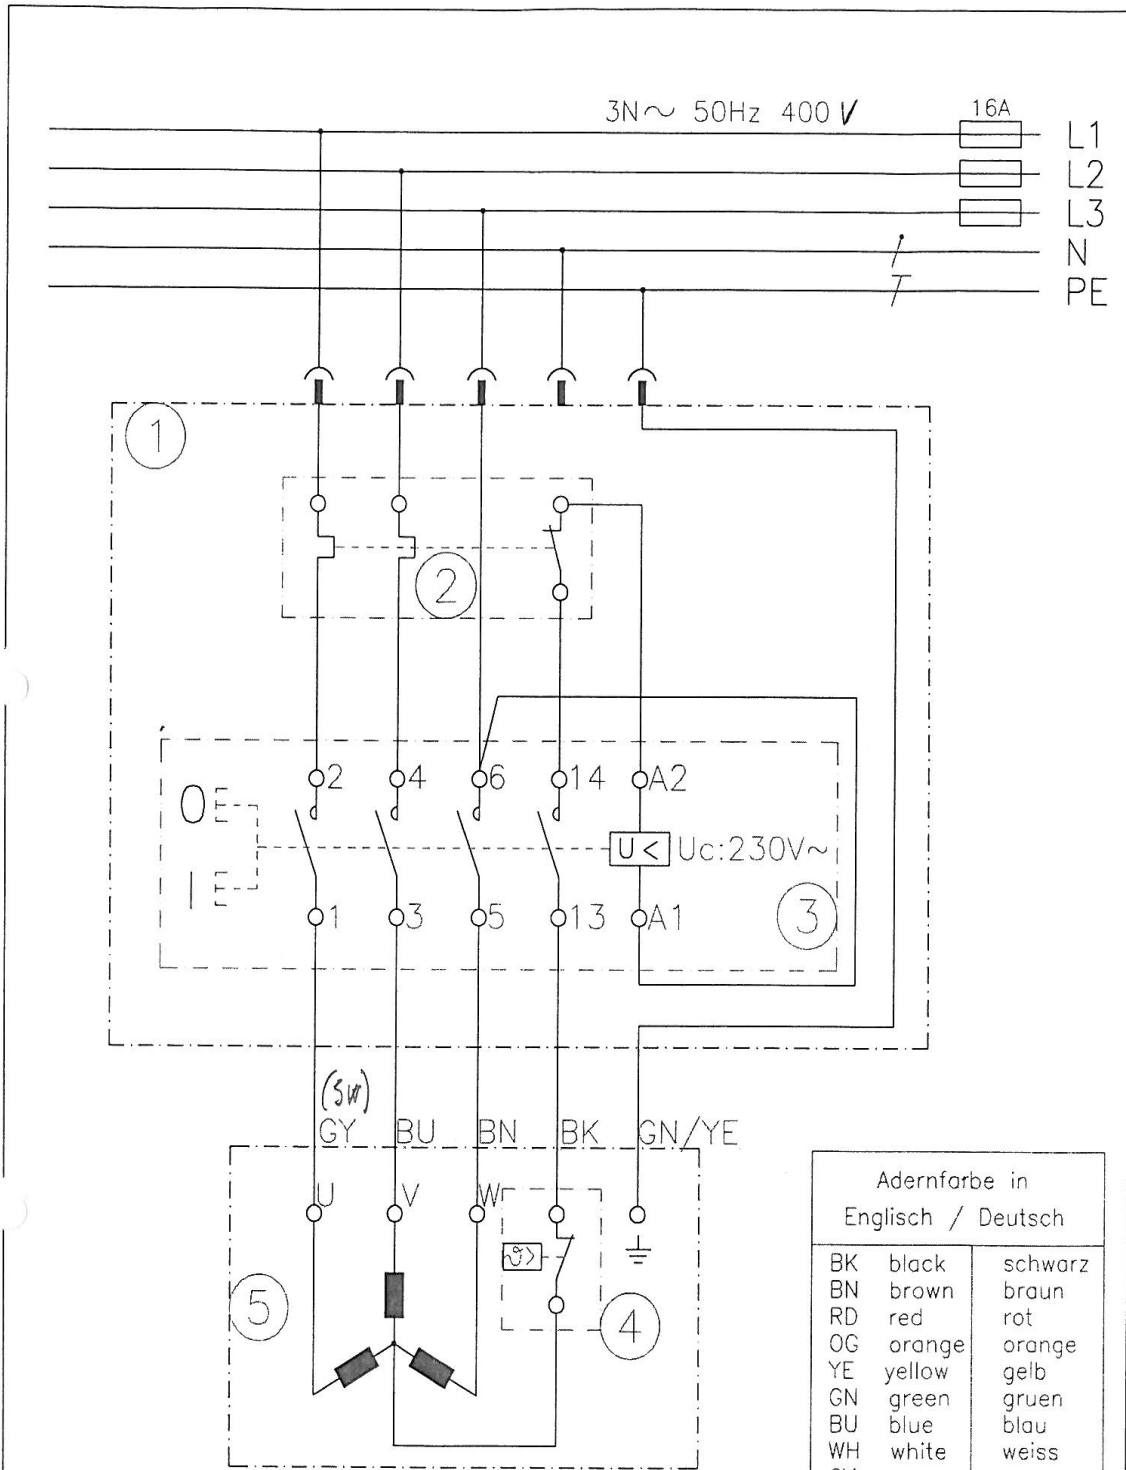 3N~ 50Hz 400 V
16A
L1
L2
L3
N
PE
1
2
2 4 6 14 A2
O
U< Uc:230V~
I
3
1 3 5 13 A1
(SW)
GY BU BN BK GN/YE
U V W
ϑ>
5
4
Adernfarbe in
Englisch / Deutsch
BK black schwarz
BN brown braun
RD red rot
OG orange orange
YE yellow gelb
GN green gruen
BU blue blau
WH white weiss